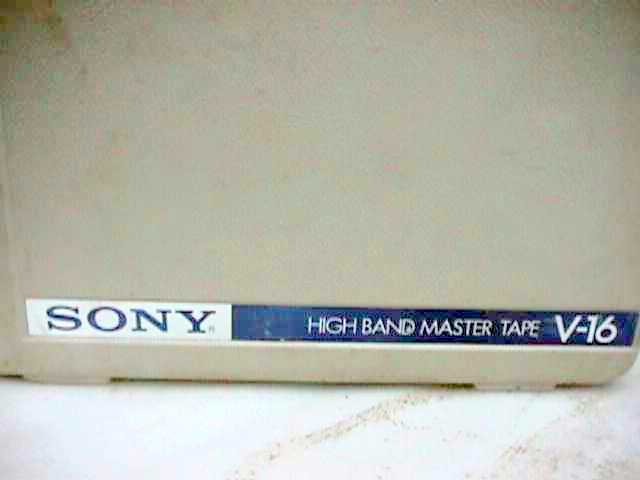 SONY HIGH BAND MASTER TAPE V-16